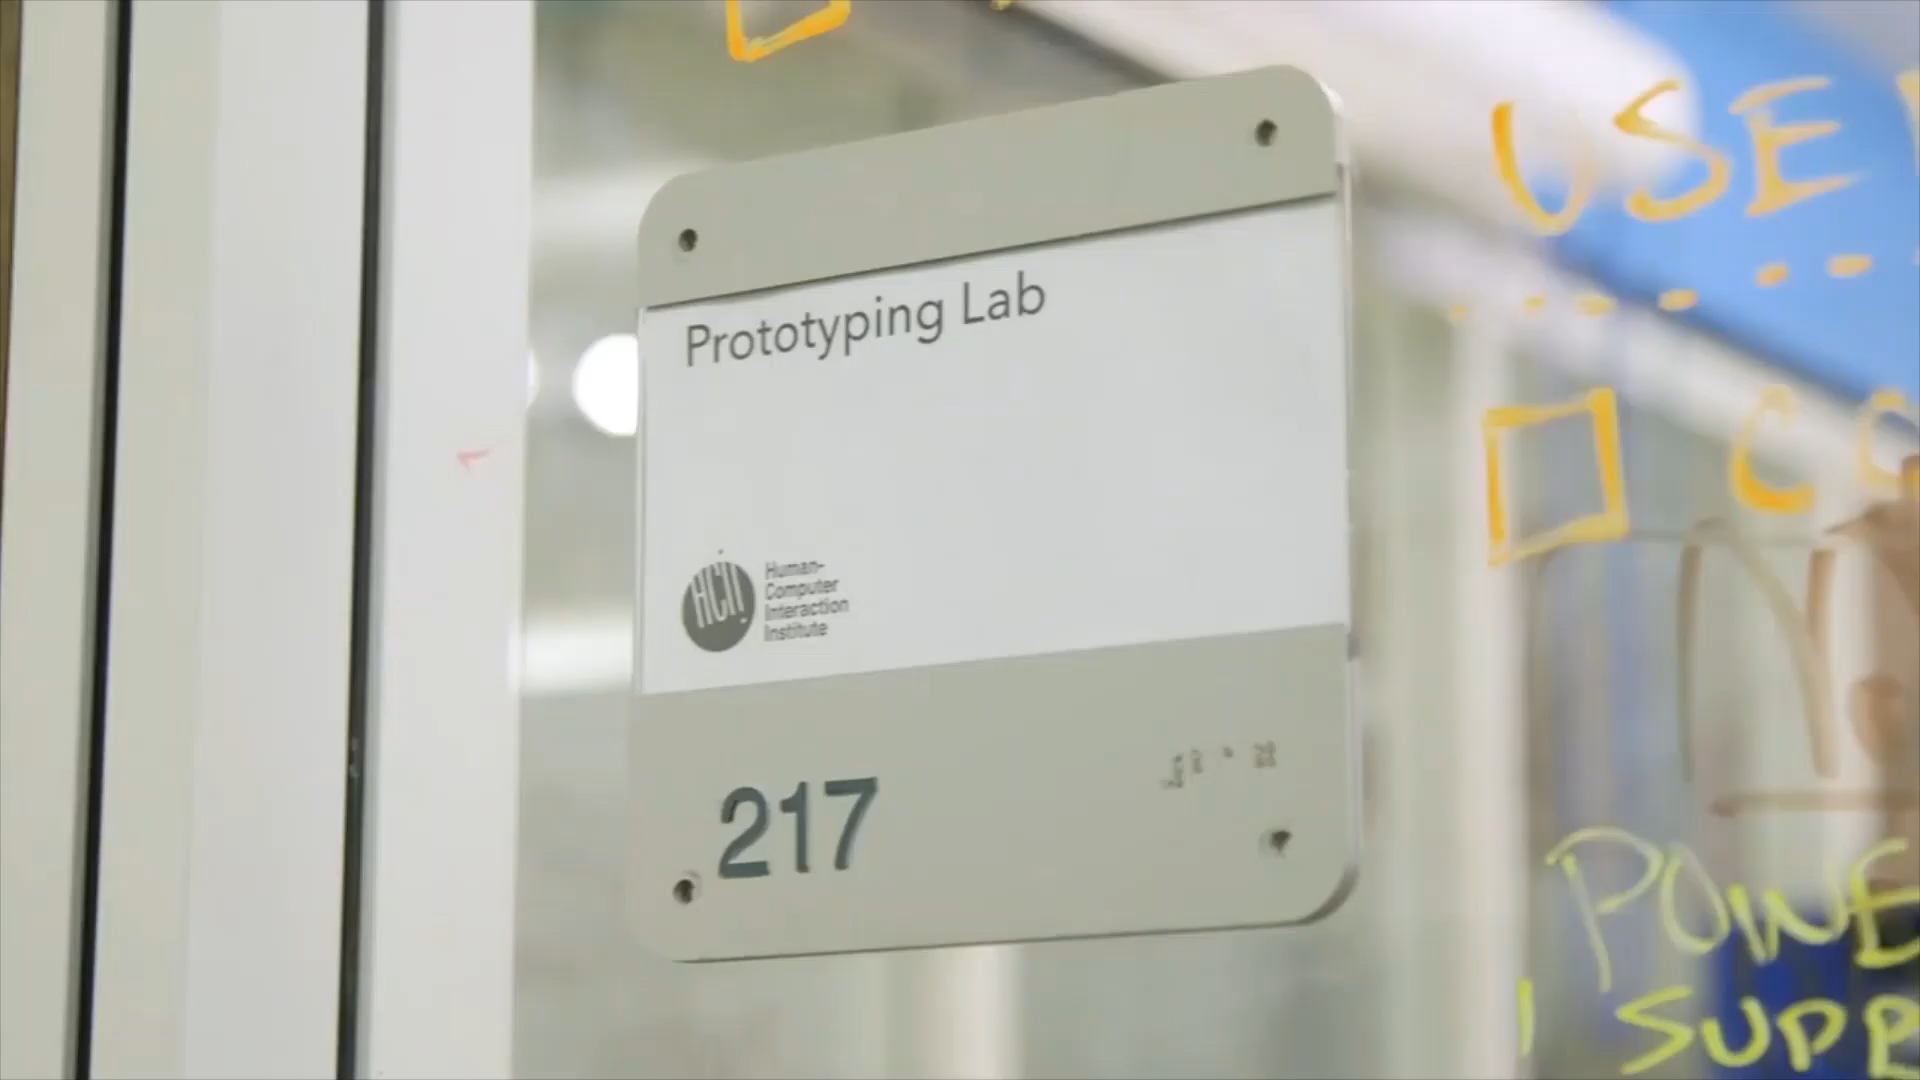 Prototyping Lab
HCII
Human-
Computer
Interaction
Institute
217
USE
POWE
SUPP